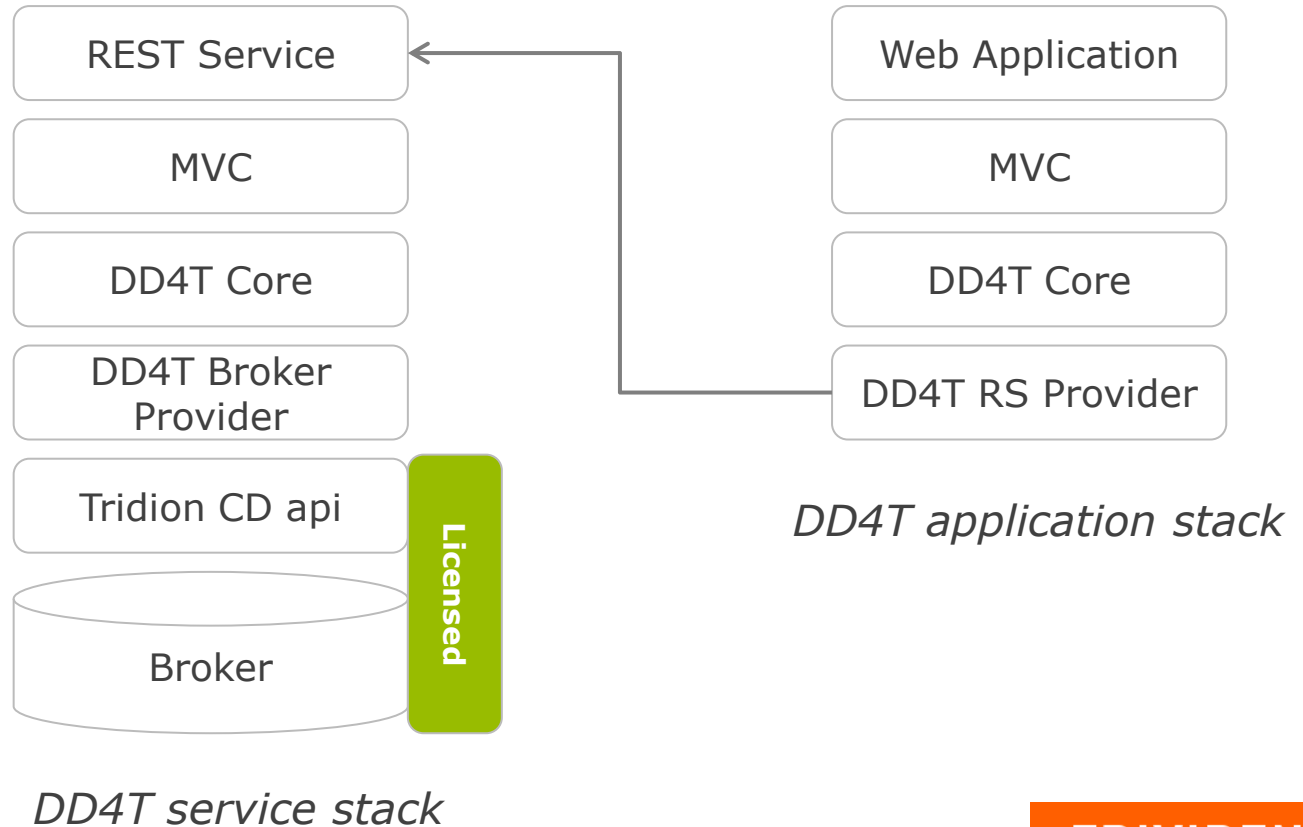 REST Service
MVC
DD4T Core
DD4T Broker
Provider
Tridion CD api
Broker
Licensed
DD4T service stack
Web Application
MVC
DD4T Core
DD4T RS Provider
DD4T application stack